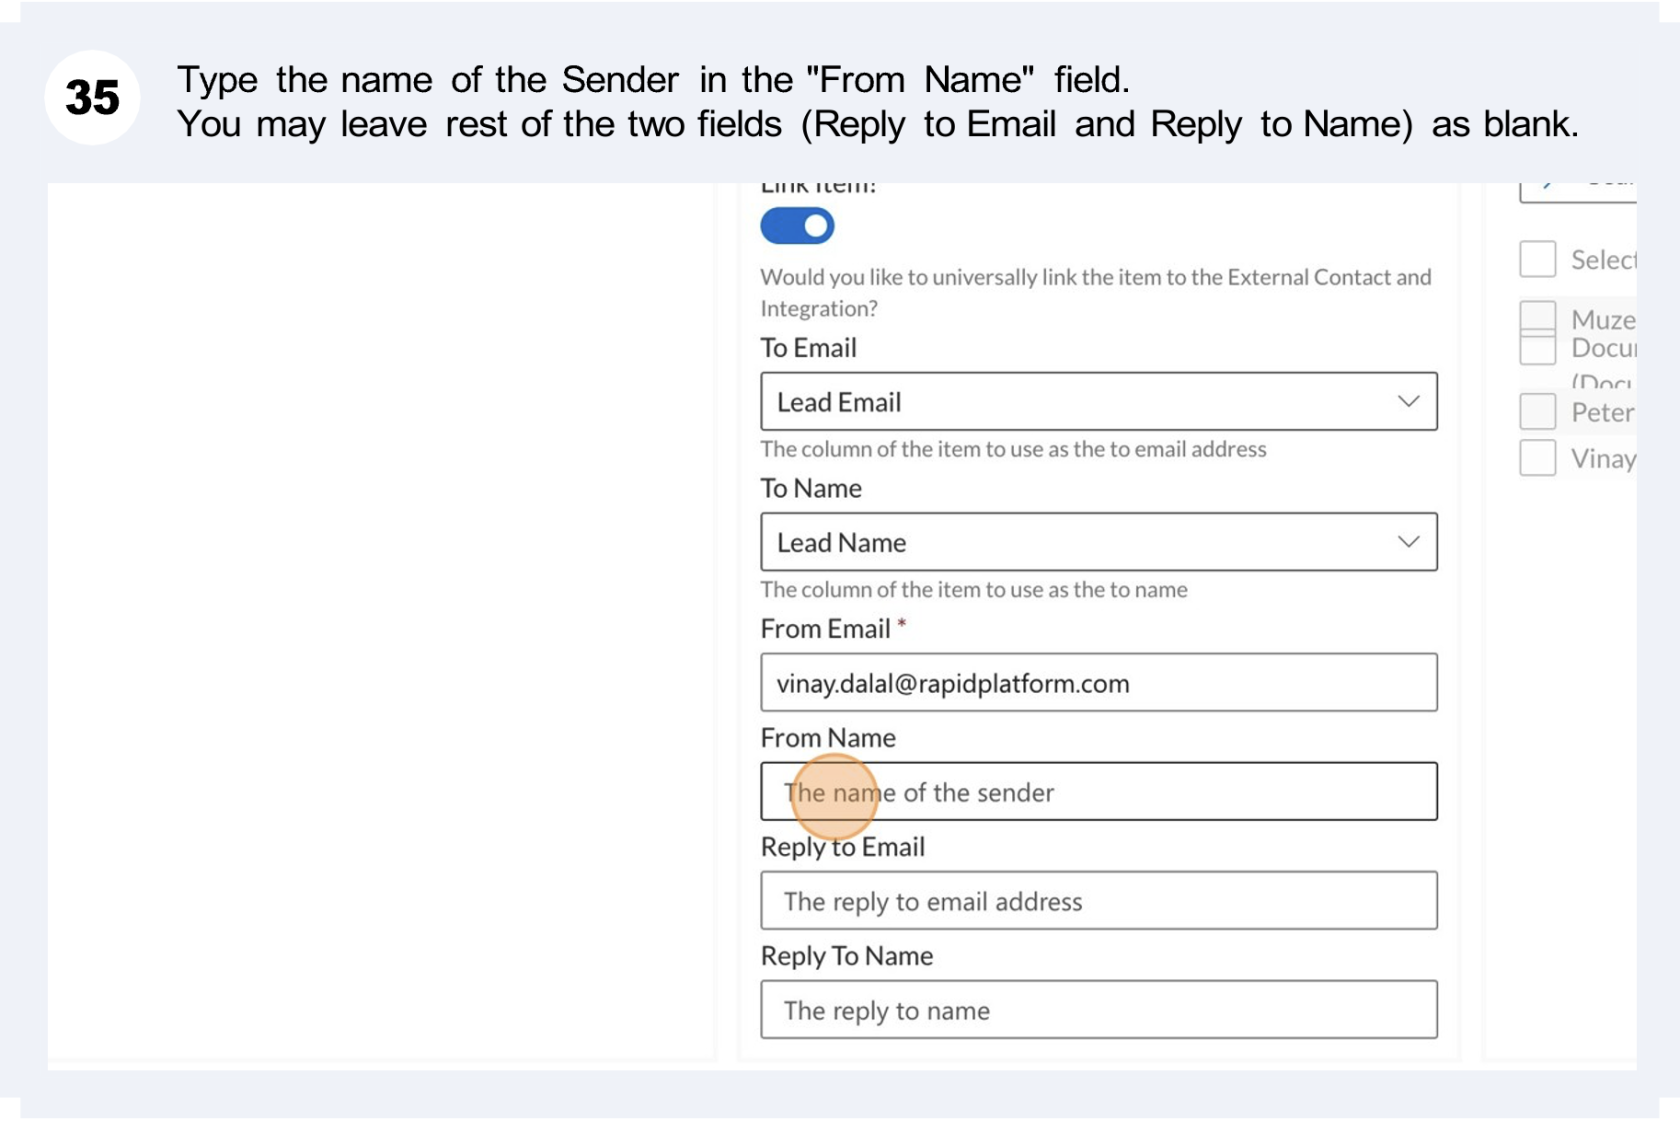 35
Type the name of the Sender in the "From Name" field.
You may leave rest of the two fields (Reply to Email and Reply to Name) as blank.
Link Item?
Would you like to universally link the item to the External Contact and
Integration?
To Email
Lead Email
The column of the item to use as the to email address
To Name
Lead Name
The column of the item to use as the to name
From Email *
vinay.dalal@rapidplatform.com
From Name
The name of the sender
Reply to Email
The reply to email address
Reply To Name
The reply to name
Select
Muze
Docu
(Docu
Peter
Vinay